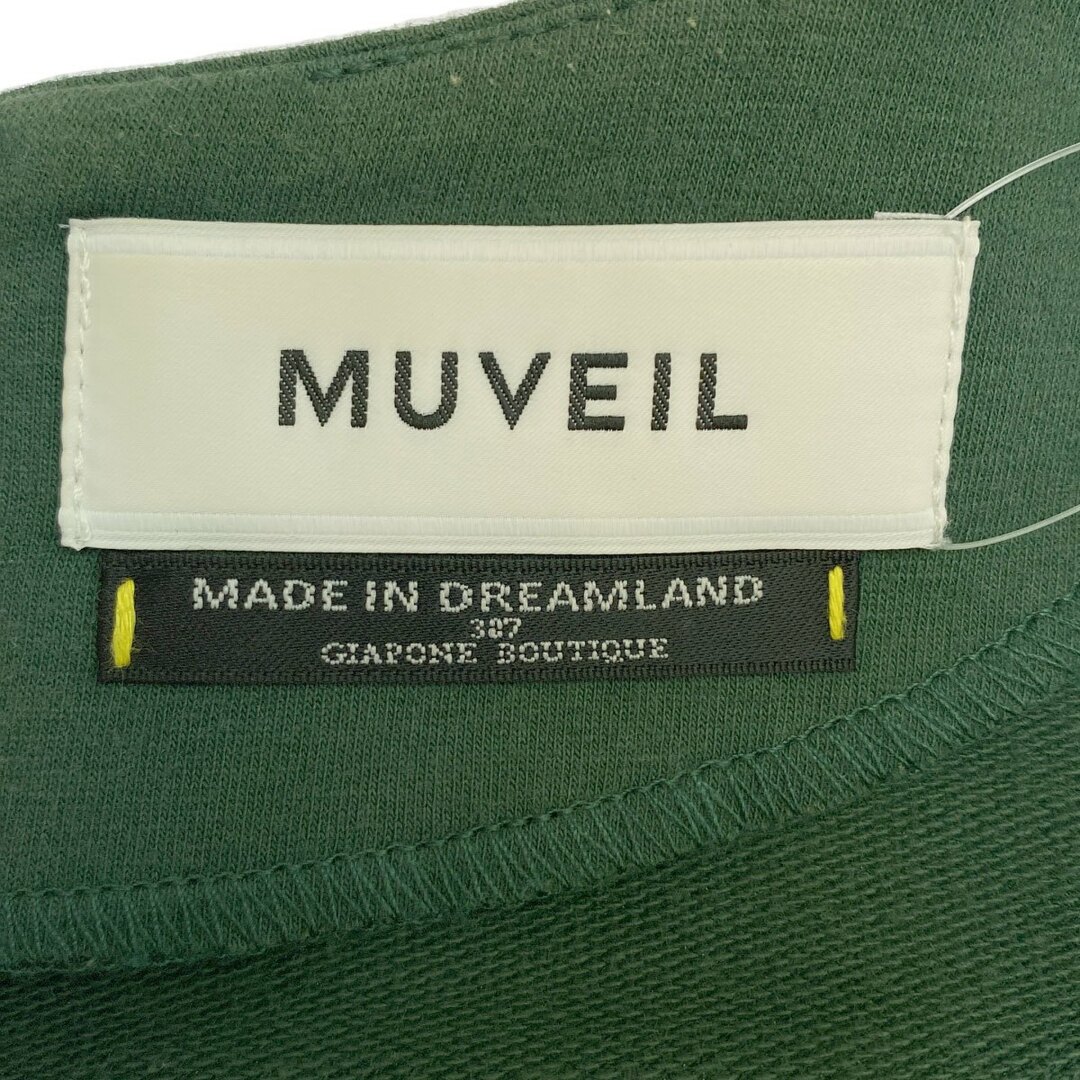 MUVEIL
MADE IN DREAMLAND
307
GIAPONE BOUTIQUE